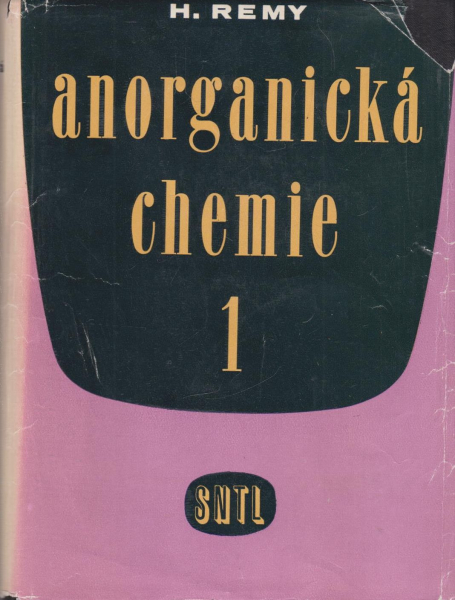 H. REMY
anorganická
chemie
1
SNTL